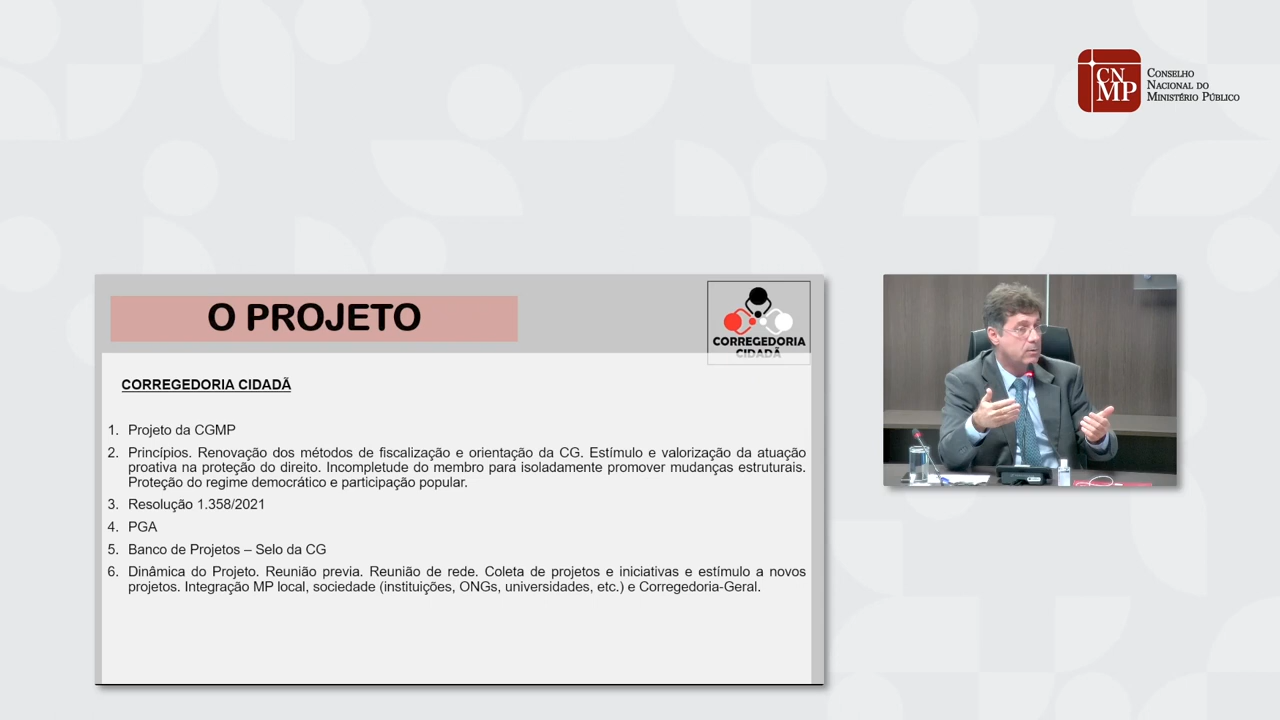 CN
MP
CONSELHO
NACIONAL DO
MINISTÉRIO PÚBLICO
O PROJETO
CORREGEDORIA
CIDADÃ
CORREGEDORIA CIDADÃ
1. Projeto da CGMP
2. Princípios. Renovação dos métodos de fiscalização e orientação da CG. Estímulo e valorização da atuação
proativa na proteção do direito. Incompletude do membro para isoladamente promover mudanças estruturais.
Proteção do regime democrático e participação popular.
3. Resolução 1.358/2021
4. PGA
5. Banco de Projetos – Selo da CG
6. Dinâmica do Projeto. Reunião previa. Reunião de rede. Coleta de projetos e iniciativas e estímulo a novos
projetos. Integração MP local, sociedade (instituições, ONGs, universidades, etc.) e Corregedoria-Geral.